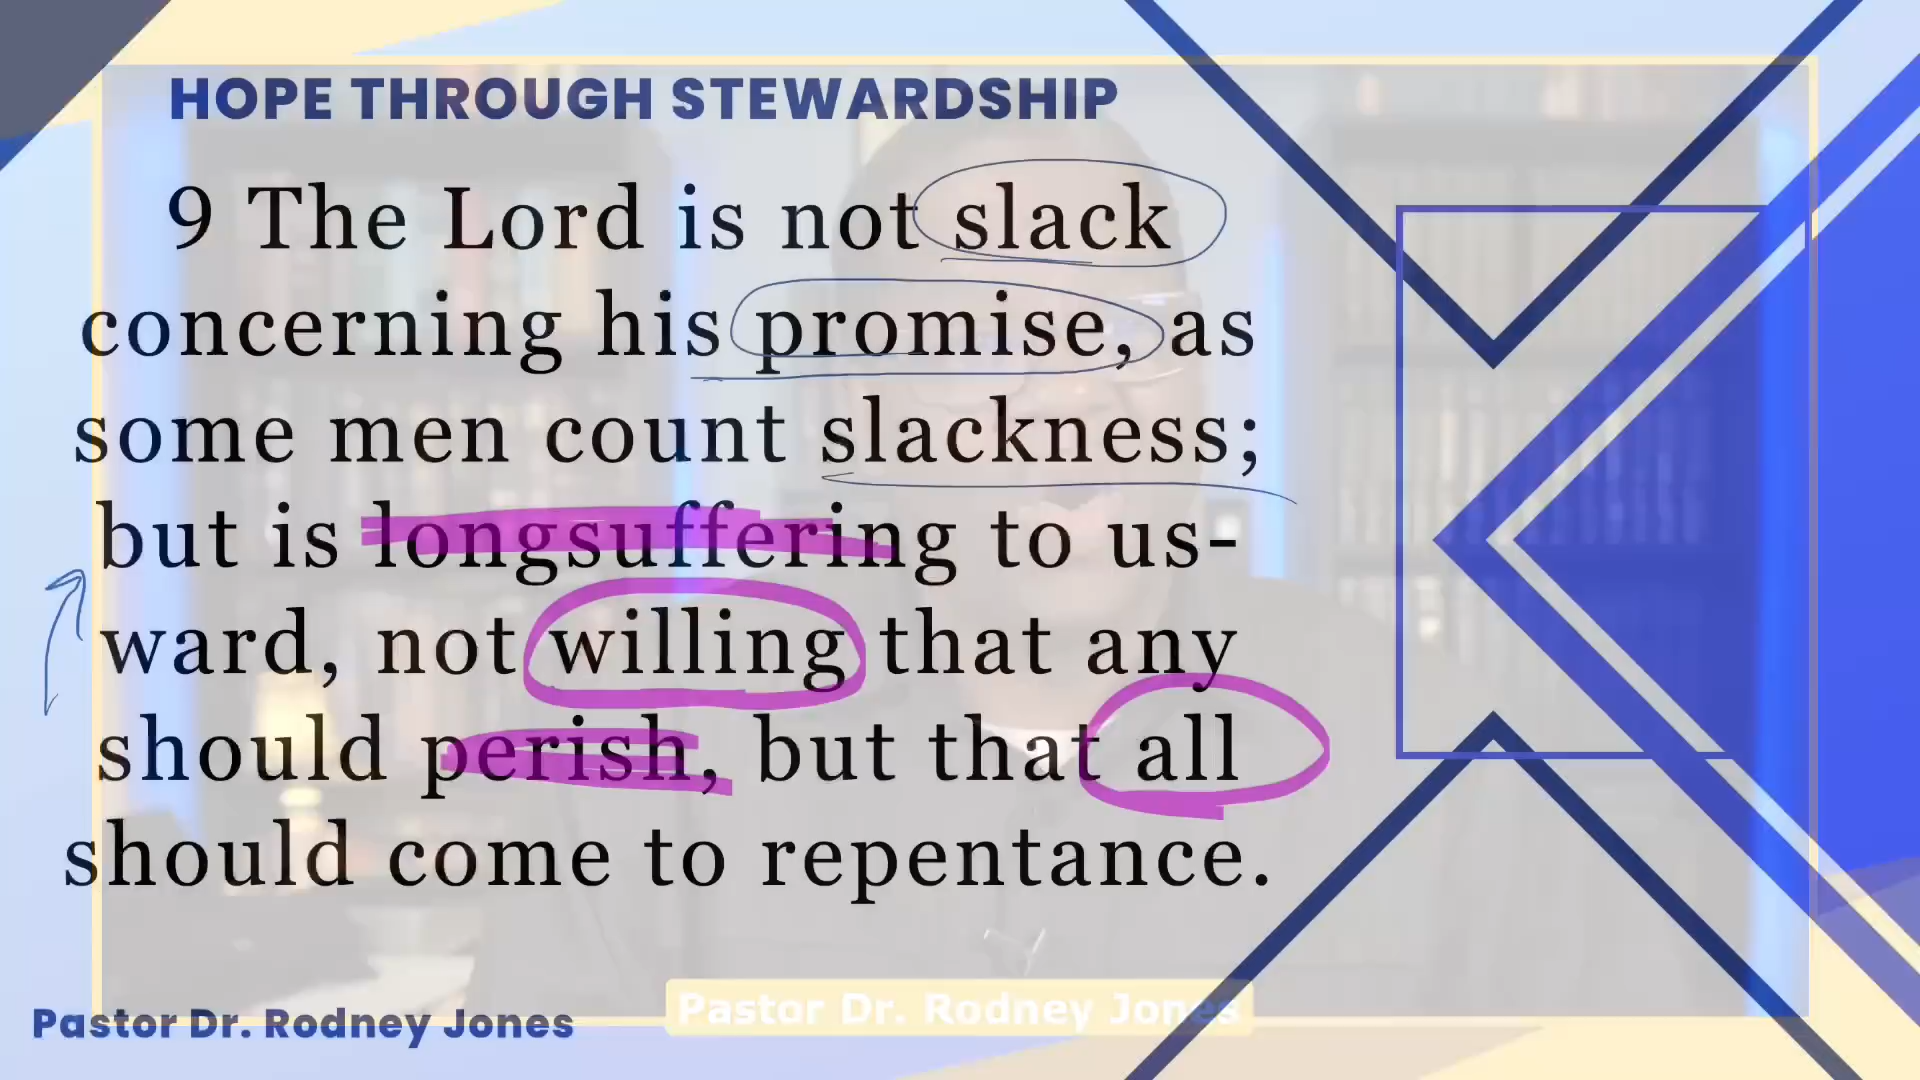 HOPE THROUGH STEWARDSHIP
9 The Lord is not slack
concerning his promise, as
some men count slackness;
but is longsuffering to us-
ward, not willing that any
should perish, but that all
should come to repentance.
Pastor Dr. Rodney Jones
Pastor Dr. Rodney Jones